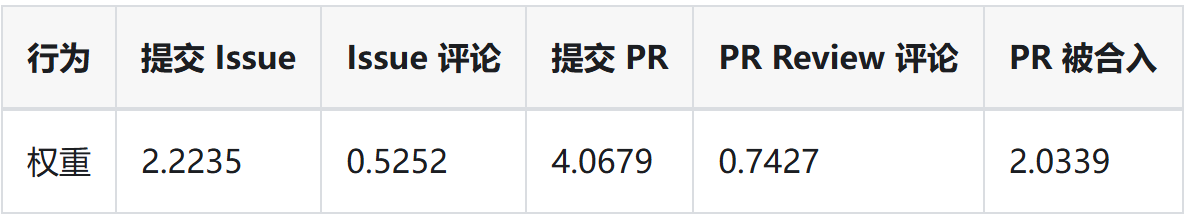 行为 提交 Issue Issue 评论 提交 PR PR Review 评论 PR 被合入
权重 2.2235 0.5252 4.0679 0.7427 2.0339